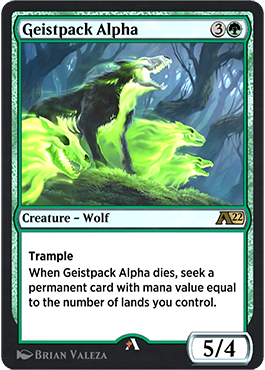 Geistpack Alpha 3
Creature – Wolf A22
Trample
When Geistpack Alpha dies, seek a
permanent card with mana value equal
to the number of lands you control.
5/4
Brian Valeza